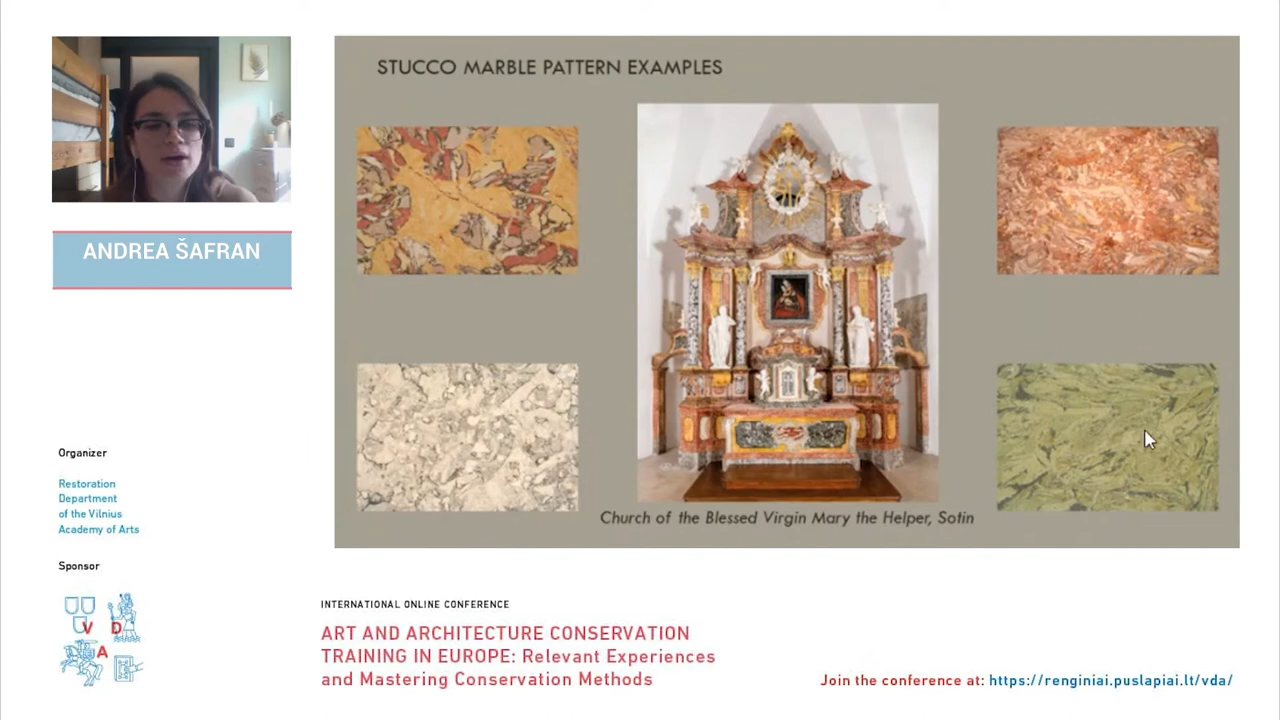 STUCCO MARBLE PATTERN EXAMPLES
ANDREA ŠAFRAN
Organizer
Restoration
Department
of the Vilnius
Academy of Arts
Sponsor
V D
A
Church of the Blessed Virgin Mary the Helper, Sotin
INTERNATIONAL ONLINE CONFERENCE
ART AND ARCHITECTURE CONSERVATION
TRAINING IN EUROPE: Relevant Experiences
and Mastering Conservation Methods
Join the conference at: https://renginiai.puslapiai.lt/vda/